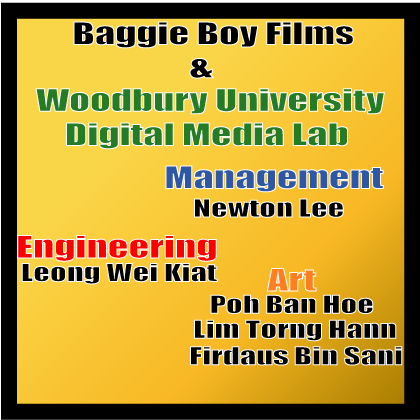 Baggie Boy Films
&
Woodbury University
Digital Media Lab
Management
Newton Lee
Engineering
Leong Wei Kiat
Art
Poh Ban Hoe
Lim Torng Hann
Firdaus Bin Sani